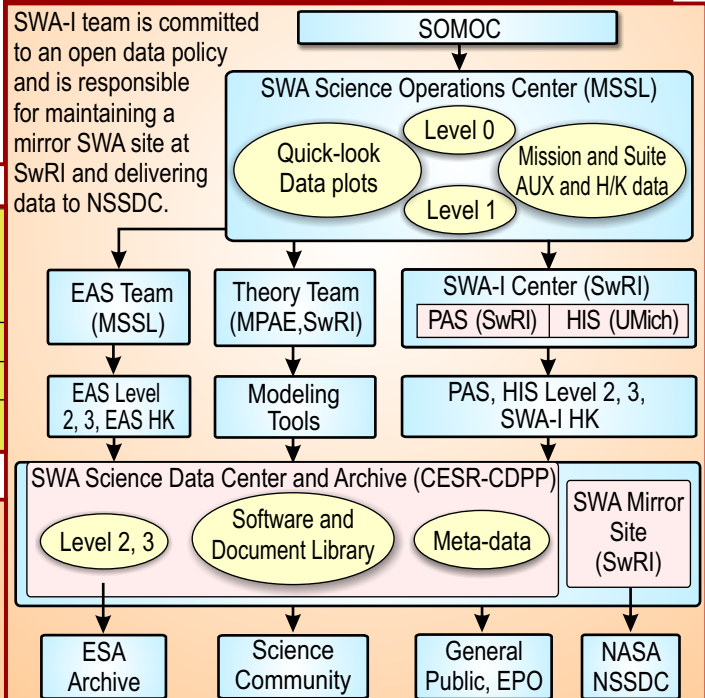 SWA-I team is committed
to an open data policy
and is responsible
for maintaining a
mirror SWA site at
SwRI and delivering
data to NSSDC.
SOMOC
SWA Science Operations Center (MSSL)
Quick-look
Data plots
Level 0
Level 1
Mission and Suite
AUX and H/K data
EAS Team
(MSSL)
Theory Team
(MPAE,SwRI)
SWA-I Center (SwRI)
PAS (SwRI)
HIS (UMich)
EAS Level
2, 3, EAS HK
Modeling
Tools
PAS, HIS Level 2, 3,
SWA-I HK
SWA Science Data Center and Archive (CESR-CDPP)
Level 2, 3
Software and
Document Library
Meta-data
SWA Mirror
Site
(SwRI)
ESA
Archive
Science
Community
General
Public, EPO
NASA
NSSDC